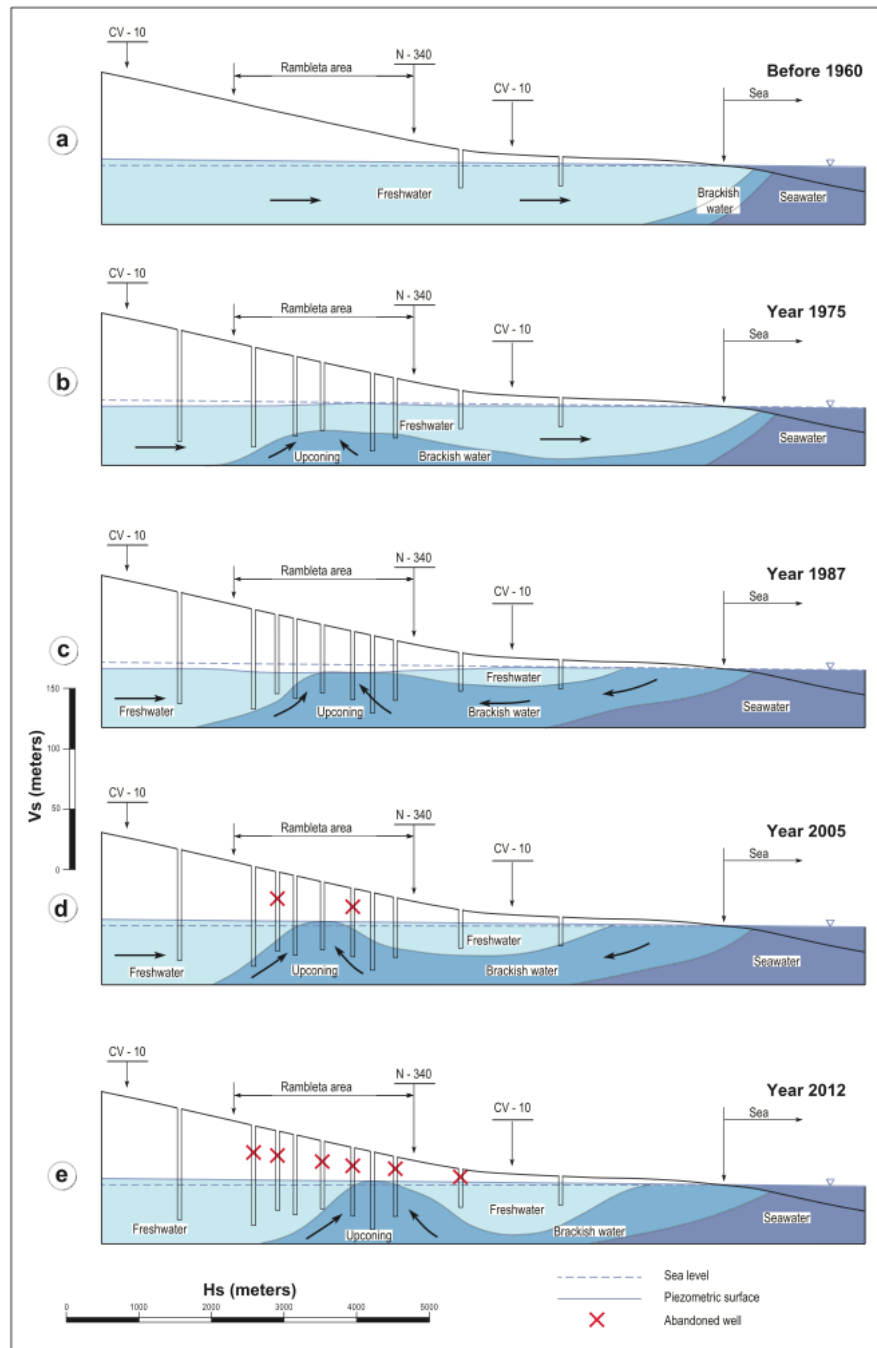 CV - 10
Rambleta area
N - 340
CV - 10
Before 1960
Sea
a
Freshwater
Brackish
water
Seawater
CV - 10
Rambleta area
N - 340
CV - 10
Year 1975
Sea
b
Freshwater
Upconing
Brackish water
Seawater
CV - 10
Rambleta area
N - 340
CV - 10
Year 1987
Sea
c
Freshwater
Freshwater
Upconing
Brackish water
Seawater
Vs (meters)
150
100
50
0
CV - 10
Rambleta area
N - 340
CV - 10
Year 2005
Sea
d
Freshwater
Freshwater
Upconing
Brackish water
Seawater
CV - 10
Rambleta area
N - 340
CV - 10
Year 2012
Sea
e
Freshwater
Freshwater
Upconing
Brackish water
Seawater
Hs (meters)
0 1000 2000 3000 4000 5000
Sea level
Piezometric surface
Abandoned well